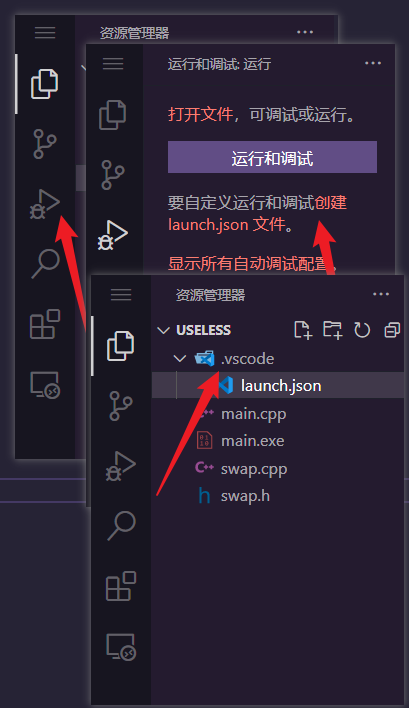 资源管理器
···
运行和调试: 运行
···
打开文件，可调试或运行。
运行和调试
要自定义运行和调试创建
launch.json 文件。
显示所有自动调试配置。
资源管理器
···
USELESS
.vscode
launch.json
C++ main.cpp
main.exe
C++ swap.cpp
h swap.h